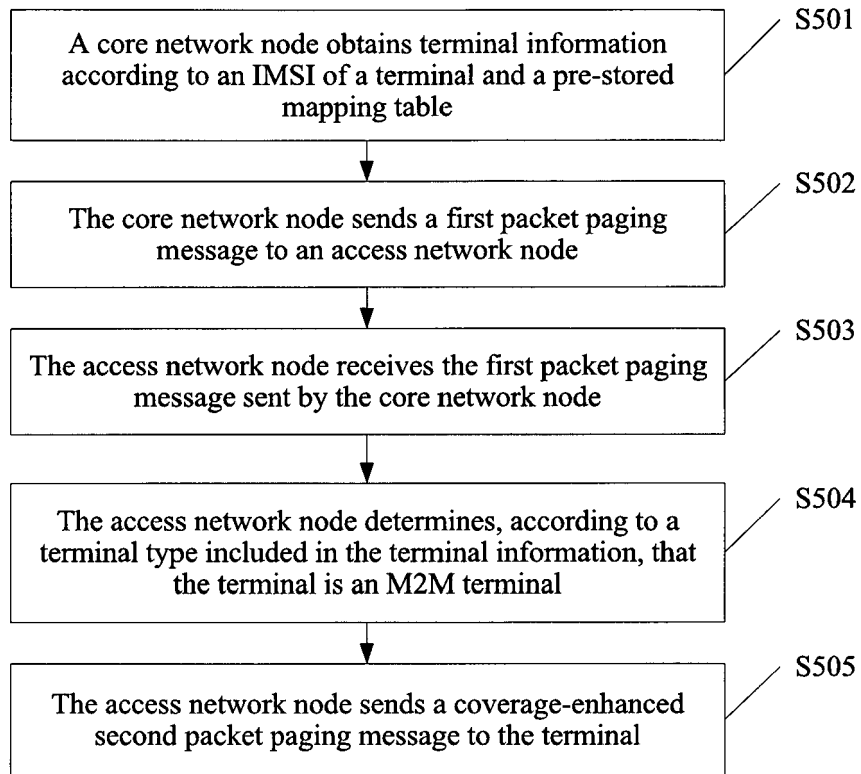 S501
A core network node obtains terminal information
according to an IMSI of a terminal and a pre-stored
mapping table
S502
The core network node sends a first packet paging
message to an access network node
S503
The access network node receives the first packet paging
message sent by the core network node
S504
The access network node determines, according to a
terminal type included in the terminal information, that
the terminal is an M2M terminal
S505
The access network node sends a coverage-enhanced
second packet paging message to the terminal